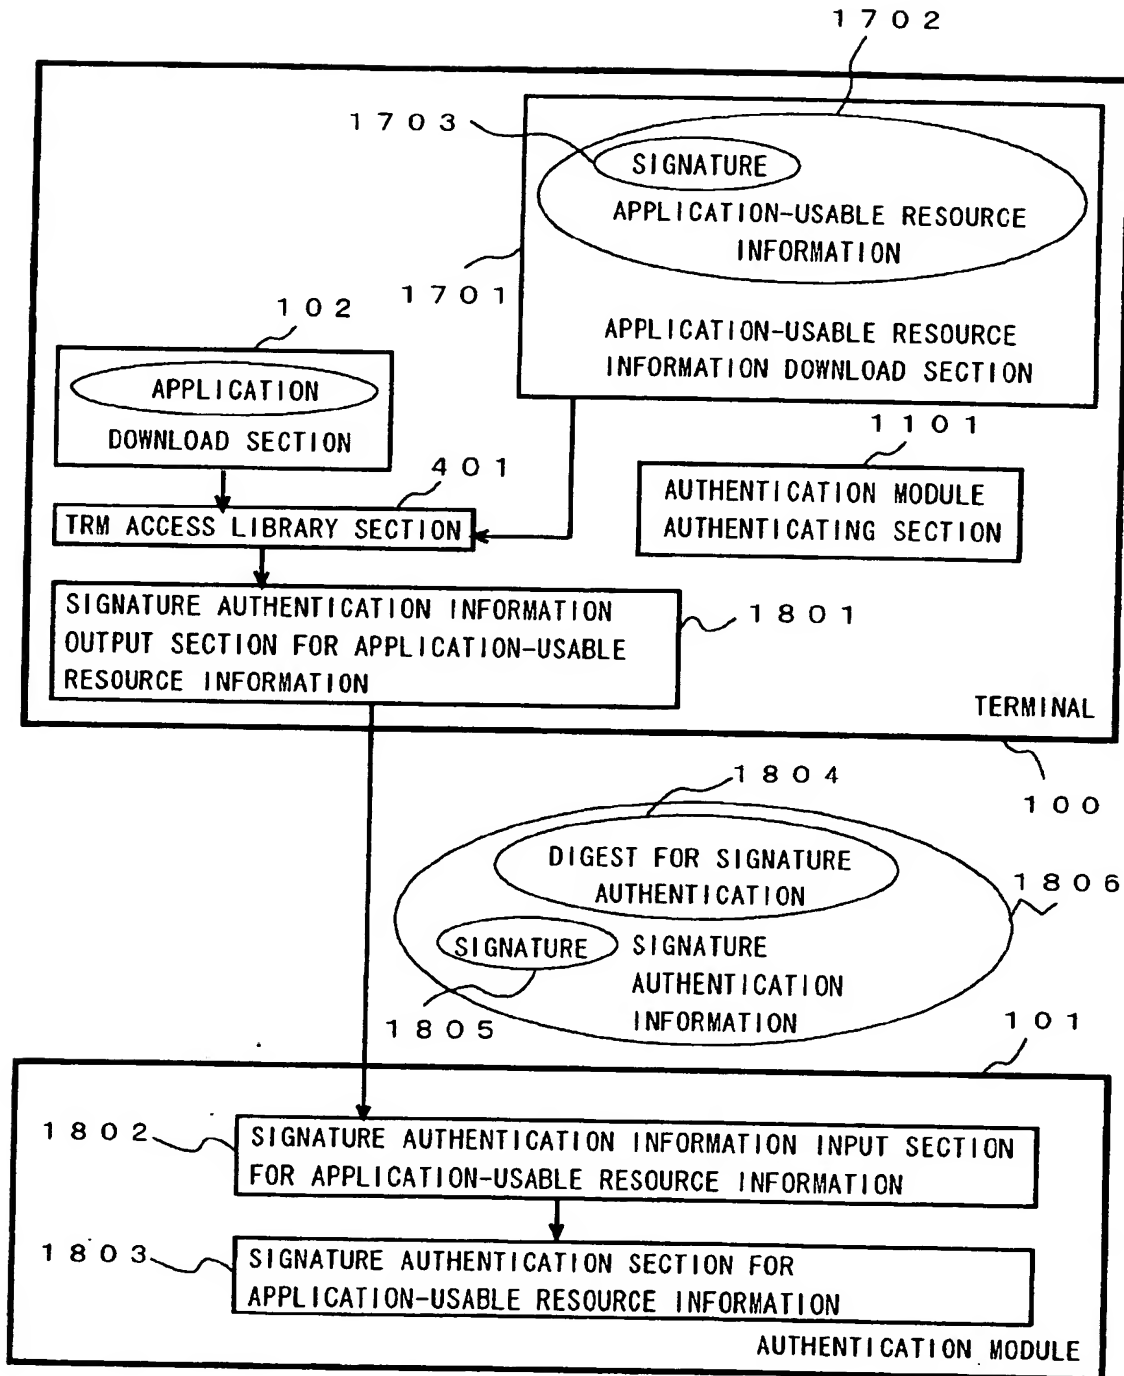 1702
1703
SIGNATURE
APPLICATION-USABLE RESOURCE
INFORMATION
1701
APPLICATION-USABLE RESOURCE
INFORMATION DOWNLOAD SECTION
102
APPLICATION
DOWNLOAD SECTION
1101
AUTHENTICATION MODULE
AUTHENTICATING SECTION
401
TRM ACCESS LIBRARY SECTION
SIGNATURE AUTHENTICATION INFORMATION
OUTPUT SECTION FOR APPLICATION-USABLE
RESOURCE INFORMATION
1801
TERMINAL
100
1804
DIGEST FOR SIGNATURE
AUTHENTICATION
1806
SIGNATURE
SIGNATURE
AUTHENTICATION
INFORMATION
1805
101
1802
SIGNATURE AUTHENTICATION INFORMATION INPUT SECTION
FOR APPLICATION-USABLE RESOURCE INFORMATION
1803
SIGNATURE AUTHENTICATION SECTION FOR
APPLICATION-USABLE RESOURCE INFORMATION
AUTHENTICATION MODULE